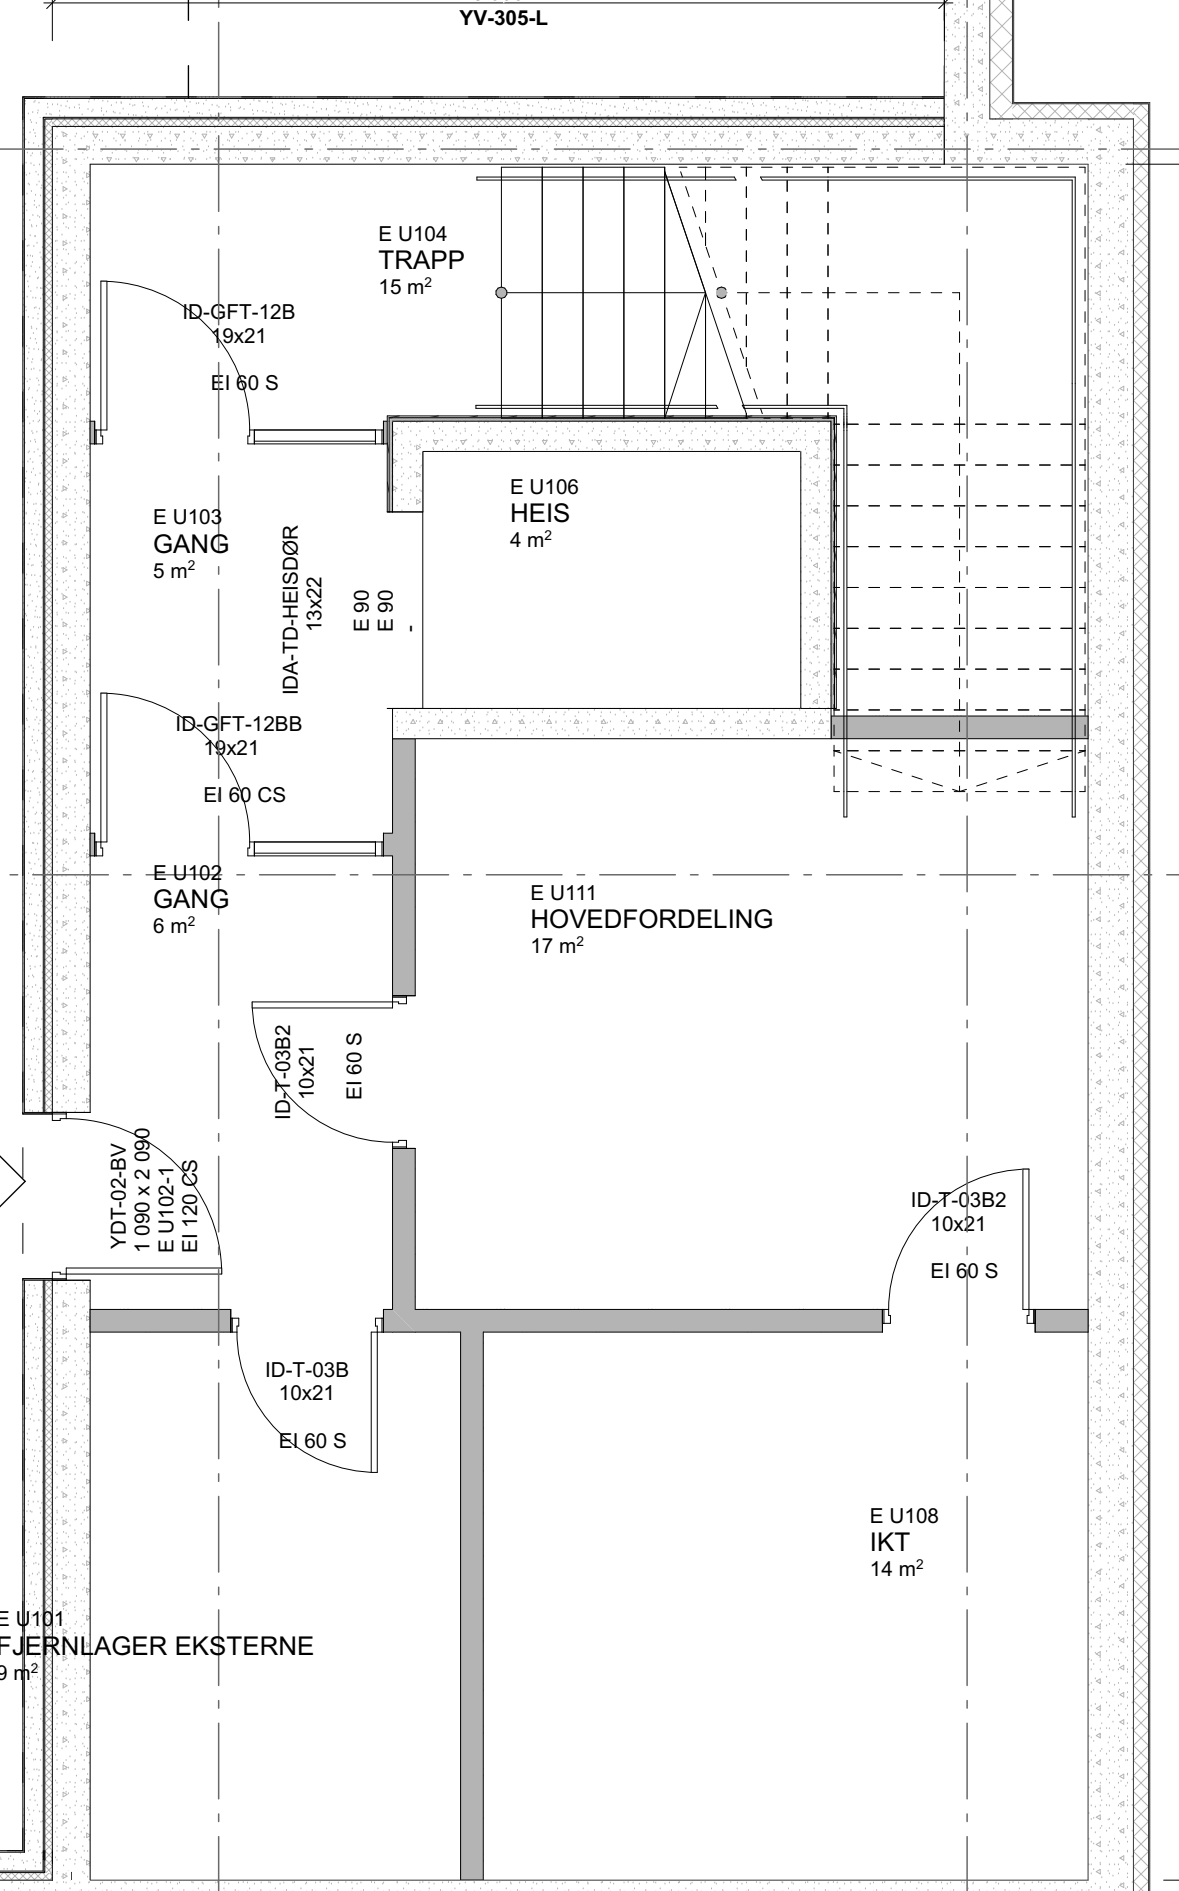 YV-305-L
E U104
TRAPP
15 m²
ID-GFT-12B
19x21
EI 60 S
E U106
HEIS
4 m²
E U103
GANG
5 m²
IDA-TD-HEISDØR
13x22
E 90
E 90
-
ID-GFT-12BB
19x21
EI 60 CS
E U102
GANG
6 m²
E U111
HOVEDFORDELING
17 m²
ID-T-03B2
10x21
EI 60 S
YDT-02-BV
1 090 x 2 090
E U102-1
EI 120 CS
ID-T-03B2
10x21
EI 60 S
ID-T-03B
10x21
EI 60 S
E U108
IKT
14 m²
E U101
FJERNLAGER EKSTERNE
9 m²